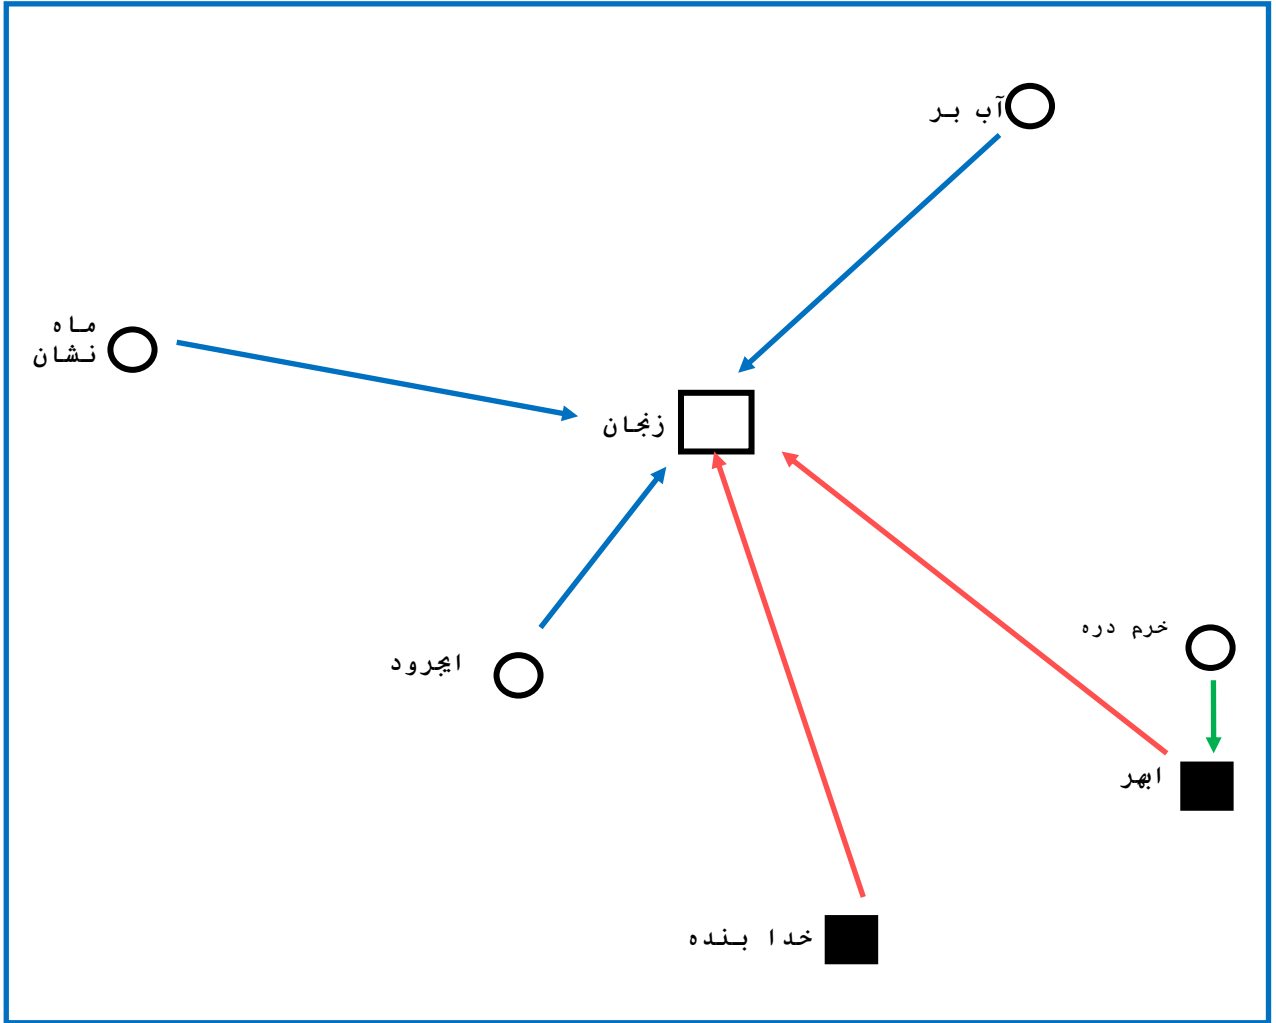 آب بر
ماه
نشان
زنجان
ایجرود
خرم دره
ابهر
خدا بنده